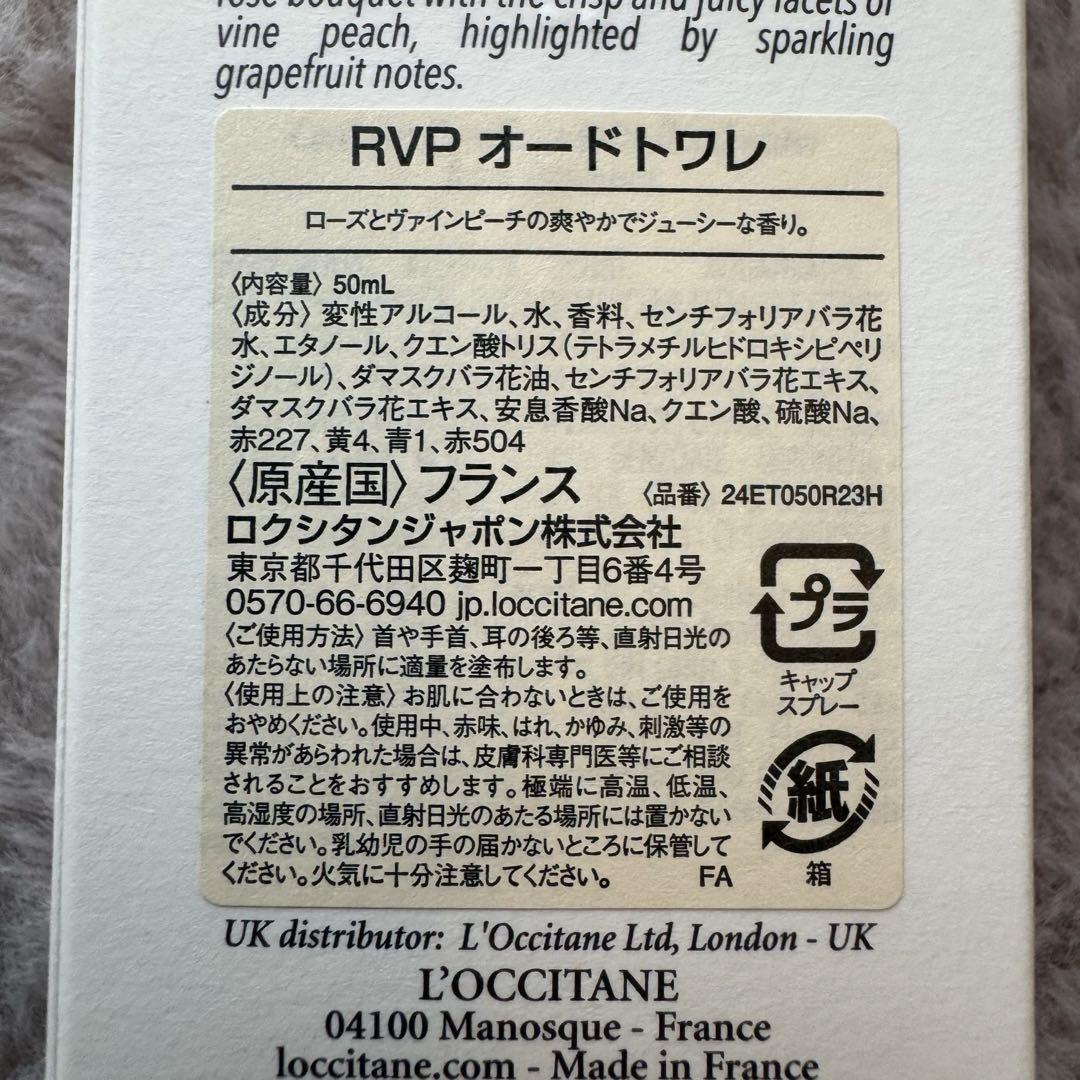 rose bouquet with the crisp and juicy facets of
vine peach, highlighted by sparkling
grapefruit notes.
RVP オードトワレ
ローズとヴァインピーチの爽やかでジューシーな香り。
〈内容量〉 50mL
〈成分〉 変性アルコール、水、香料、センチフォリアバラ花
水、エタノール、クエン酸トリス(テトラメチルヒドロキシピペリ
ジノール)、ダマスクバラ花油、センチフォリアバラ花エキス、
ダマスクバラ花エキス、安息香酸Na、クエン酸、硫酸Na、
赤227、黄4、青1、赤504
〈原産国〉 フランス 〈品番〉 24ET050R23H
ロクシタンジャポン株式会社
東京都千代田区麹町一丁目6番4号
0570-66-6940 jp.loccitane.com
〈ご使用方法〉 首や手首、耳の後ろ等、直射日光の
あたらない場所に適量を塗布します。
〈使用上の注意〉 お肌に合わないときは、ご使用を
おやめください。使用中、赤味、はれ、かゆみ、刺激等の
異常があらわれた場合は、皮膚科専門医等にご相談
されることをおすすめします。極端に高温、低温、
高湿度の場所、直射日光のあたる場所には置かない
でください。乳幼児の手の届かないところに保管して
ください。火気に十分注意してください。 FA
プラ
キャップ
スプレー
紙
箱
UK distributor: L'Occitane Ltd, London - UK
L'OCCITANE
04100 Manosque - France
loccitane.com - Made in France